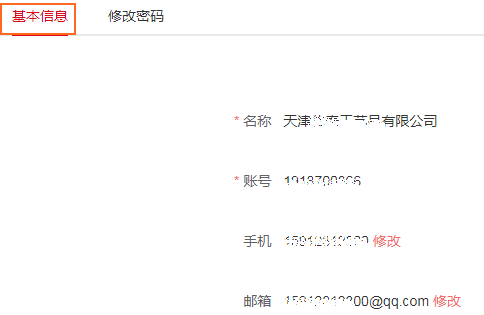 基本信息 修改密码
* 名称 天津 有限公司
* 账号
手机 修改
邮箱 @qq.com 修改